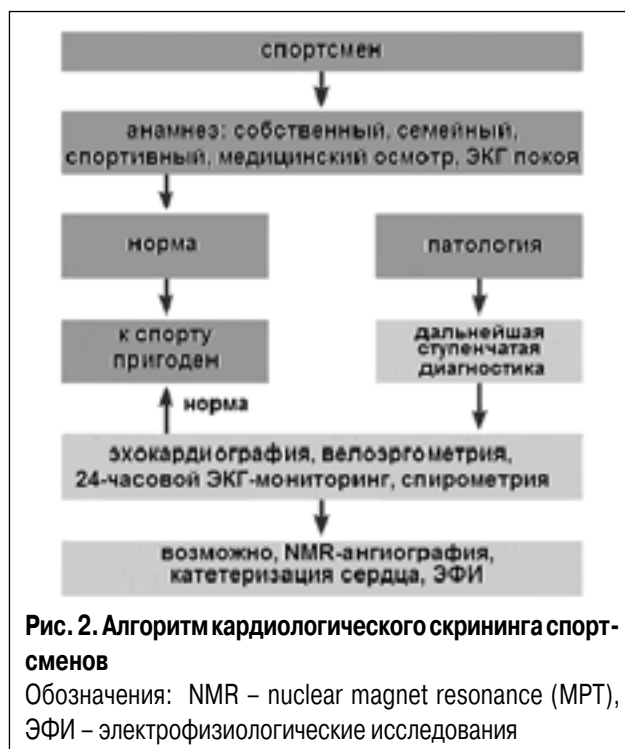 спортсмен
анамнез: собственный, семейный,
спортивный, медицинский осмотр, ЭКГ покоя
норма
патология
к спорту
пригоден
дальнейшая
ступенчатая
диагностика
норма
эхокардиография, велоэргометрия,
24-часовой ЭКГ-мониторинг, спирометрия
возможно, NMR-ангиография,
катетеризация сердца, ЭФИ
Рис. 2. Алгоритм кардиологического скрининга спорт-
сменов
Обозначения: NMR – nuclear magnet resonance (МРТ),
ЭФИ – электрофизиологические исследования